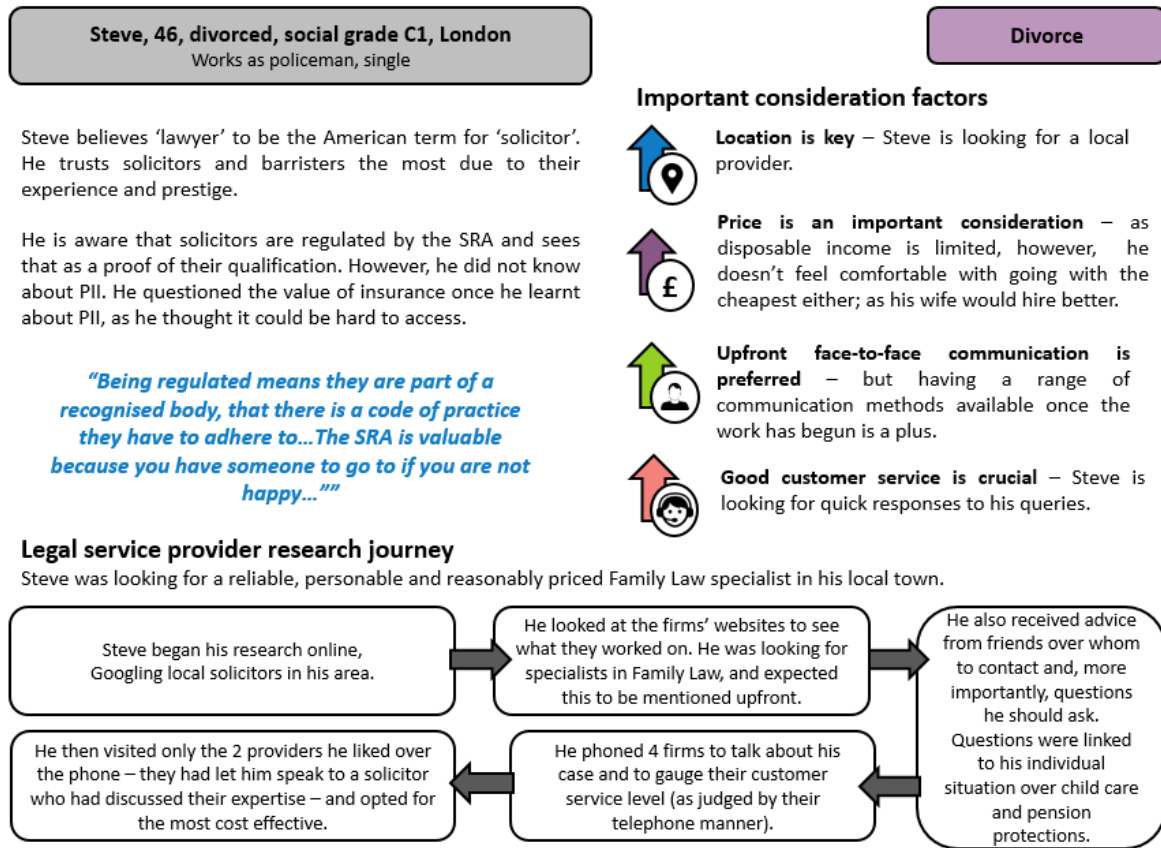 Steve, 46, divorced, social grade C1, London
Works as policeman, single
Divorce
Steve believes ‘lawyer’ to be the American term for ‘solicitor’.
He trusts solicitors and barristers the most due to their
experience and prestige.
He is aware that solicitors are regulated by the SRA and sees
that as a proof of their qualification. However, he did not know
about PII. He questioned the value of insurance once he learnt
about PII, as he thought it could be hard to access.
“Being regulated means they are part of a
recognised body, that there is a code of practice
they have to adhere to...The SRA is valuable
because you have someone to go to if you are not
happy...””
Important consideration factors
Location is key – Steve is looking for a local
provider.
£
Price is an important consideration – as
disposable income is limited, however, he
doesn’t feel comfortable with going with the
cheapest either; as his wife would hire better.
Upfront face-to-face communication is
preferred – but having a range of
communication methods available once the
work has begun is a plus.
Good customer service is crucial – Steve is
looking for quick responses to his queries.
Legal service provider research journey
Steve was looking for a reliable, personable and reasonably priced Family Law specialist in his local town.
Steve began his research online,
Googling local solicitors in his area.
He looked at the firms’ websites to see
what they worked on. He was looking for
specialists in Family Law, and expected
this to be mentioned upfront.
He also received advice
from friends over whom
to contact and, more
importantly, questions
he should ask.
Questions were linked
to his individual
situation over child care
and pension
protections.
He phoned 4 firms to talk about his
case and to gauge their customer
service level (as judged by their
telephone manner).
He then visited only the 2 providers he liked over
the phone – they had let him speak to a solicitor
who had discussed their expertise – and opted for
the most cost effective.